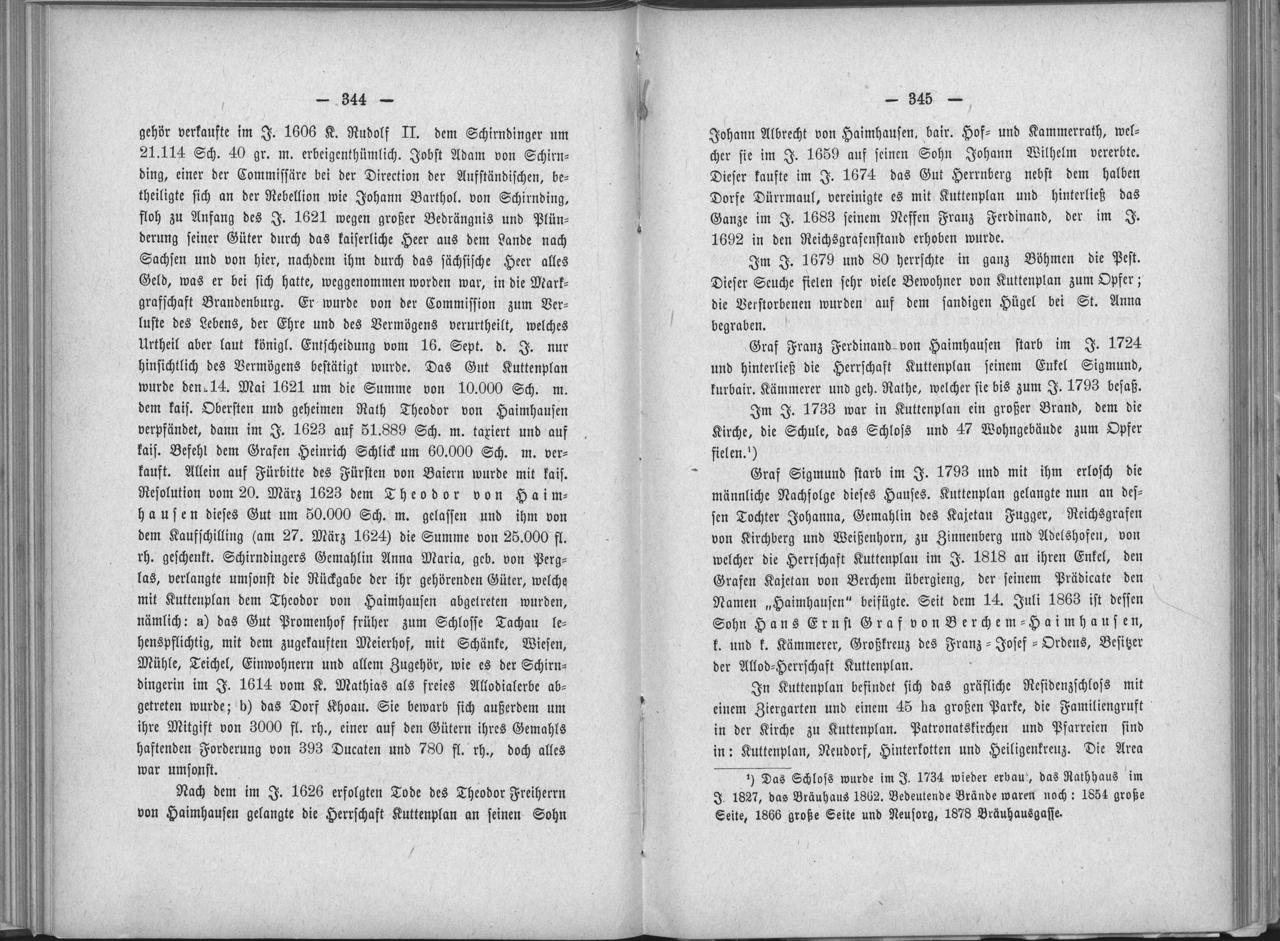 — 344 —
gehör verkaufte im J. 1606 K. Rudolf II. dem Schirndinger um
21.114 Sch. 40 gr. m. erbeigenthümlich. Jobst Adam von Schirn-
ding, einer der Commissäre bei der Direction der Aufständischen, be-
theiligte sich an der Rebellion wie Johann Barthol. von Schirnding,
floh zu Anfang des J. 1621 wegen großer Bedrängnis und Plün-
derung seiner Güter durch das kaiserliche Heer aus dem Lande nach
Sachsen und von hier, nachdem ihm durch das sächsische Heer alles
Geld, was er bei sich hatte, weggenommen worden war, in die Mark-
grafschaft Brandenburg. Er wurde von der Commission zum Ver-
luste des Lebens, der Ehre und des Vermögens verurtheilt, welches
Urtheil aber laut königl. Entscheidung vom 16. Sept. d. J. nur
hinsichtlich des Vermögens bestätigt wurde. Das Gut Kuttenplan
wurde den 14. Mai 1621 um die Summe von 10.000 Sch. m.
dem kais. Obersten und geheimen Rath Theodor von Haimhausen
verpfändet, dann im J. 1623 auf 51.889 Sch. m. taxiert und auf
kais. Befehl dem Grafen Heinrich Schlick um 60.000 Sch. m. ver-
kauft. Allein auf Fürbitte des Fürsten von Baiern wurde mit kais.
Resolution vom 20. März 1623 dem Theodor von Haim-
hausen dieses Gut um 50.000 Sch. m. gelassen und ihm von
dem Kaufschilling (am 27. März 1624) die Summe von 25.000 fl.
rh. geschenkt. Schirndingers Gemahlin Anna Maria, geb. von Perg-
las, verlangte umsonst die Rückgabe der ihr gehörenden Güter, welche
mit Kuttenplan dem Theodor von Haimhausen abgetreten wurden,
nämlich: a) das Gut Promenhof früher zum Schlosse Tachau le-
henspflichtig, mit dem zugekauften Meierhof, mit Schänke, Wiesen,
Mühle, Teichel, Einwohnern und allem Zugehör, wie es der Schirn-
dingerin im J. 1614 vom K. Mathias als freies Allodialerbe ab-
getreten wurde; b) das Dorf Khoau. Sie bewarb sich außerdem um
ihre Mitgift von 3000 fl. rh., einer auf den Gütern ihres Gemahls
haftenden Forderung von 393 Ducaten und 780 fl. rh., doch alles
war umsonst.
Nach dem im J. 1626 erfolgten Tode des Theodor Freiherrn
von Haimhausen gelangte die Herrschaft Kuttenplan an seinen Sohn
— 345 —
Johann Albrecht von Haimhausen, bair. Hof- und Kammerrath, wel-
cher sie im J. 1659 auf seinen Sohn Johann Wilhelm vererbte.
Dieser kaufte im J. 1674 das Gut Herrnberg nebst dem halben
Dorfe Dürrmaul, vereinigte es mit Kuttenplan und hinterließ das
Ganze im J. 1683 seinem Neffen Franz Ferdinand, der im J.
1692 in den Reichsgrafenstand erhoben wurde.
Im J. 1679 und 80 herrschte in ganz Böhmen die Pest.
Dieser Seuche fielen sehr viele Bewohner von Kuttenplan zum Opfer;
die Verstorbenen wurden auf dem sandigen Hügel bei St. Anna
begraben.
Graf Franz Ferdinand von Haimhausen starb im J. 1724
und hinterließ die Herrschaft Kuttenplan seinem Enkel Sigmund,
kurbair. Kämmerer und geh. Rathe, welcher sie bis zum J. 1793 besaß.
Im J. 1733 war in Kuttenplan ein großer Brand, dem die
Kirche, die Schule, das Schloss und 47 Wohngebäude zum Opfer
fielen.¹)
Graf Sigmund starb im J. 1793 und mit ihm erlosch die
männliche Nachfolge dieses Hauses. Kuttenplan gelangte nun an des-
sen Tochter Johanna, Gemahlin des Kajetan Fugger, Reichsgrafen
von Kirchberg und Weißenhorn, zu Zinnenberg und Adelshofen, von
welcher die Herrschaft Kuttenplan im J. 1818 an ihren Enkel, den
Grafen Kajetan von Berchem übergieng, der seinem Prädicate den
Namen „Haimhausen“ beifügte. Seit dem 14. Juli 1863 ist dessen
Sohn Hans Ernst Graf von Berchem-Haimhausen,
k. und k. Kämmerer, Großkreuz des Franz-Josef-Ordens, Besitzer
der Allod-Herrschaft Kuttenplan.
In Kuttenplan befindet sich das gräfliche Residenzschloss mit
einem Ziergarten und einem 45 ha großen Parke, die Familiengruft
in der Kirche zu Kuttenplan. Patronatskirchen und Pfarreien sind
in: Kuttenplan, Neudorf, Hinterkotten und Heiligenkreuz. Die Area
¹) Das Schloss wurde im J. 1734 wieder erbaut, das Rathhaus im
J. 1827, das Bräuhaus 1862. Bedeutende Brände waren noch: 1854 große
Seite, 1866 große Seite und Neusorg, 1878 Bräuhausgasse.